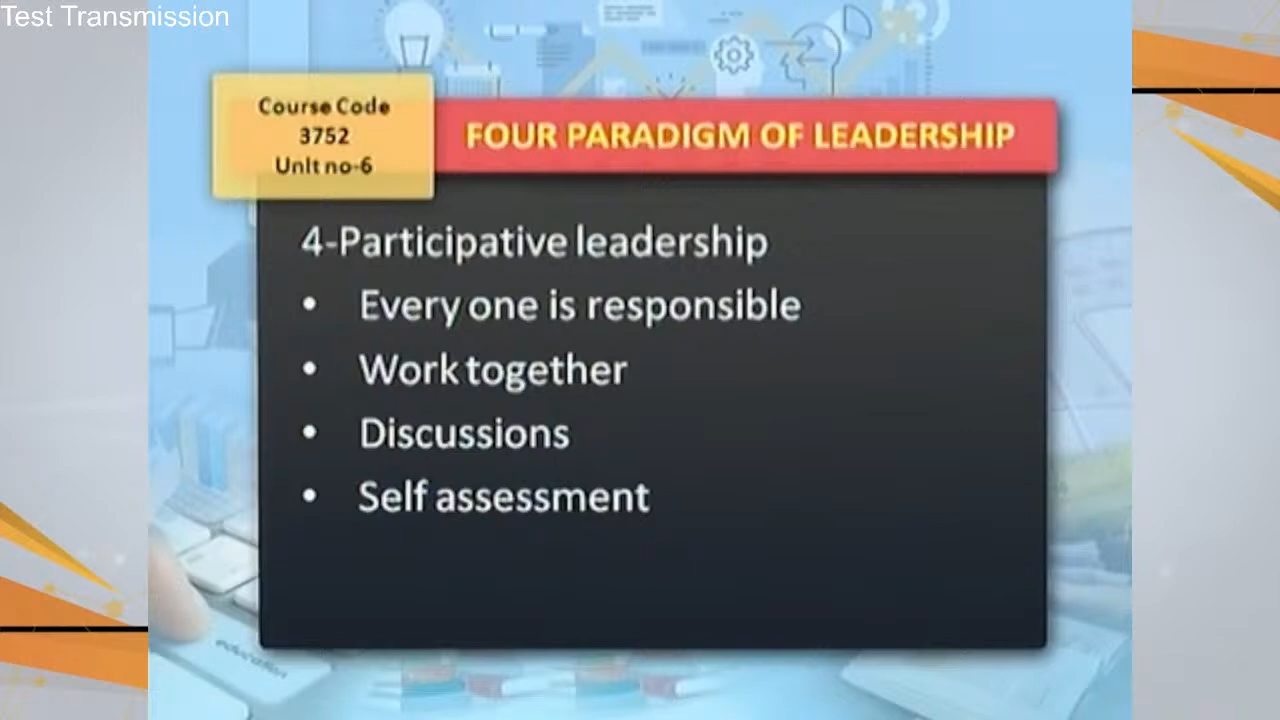 Test Transmission
Course Code
3752
Unit no-6
FOUR PARADIGM OF LEADERSHIP
4-Participative leadership
• Every one is responsible
• Work together
• Discussions
• Self assessment
education